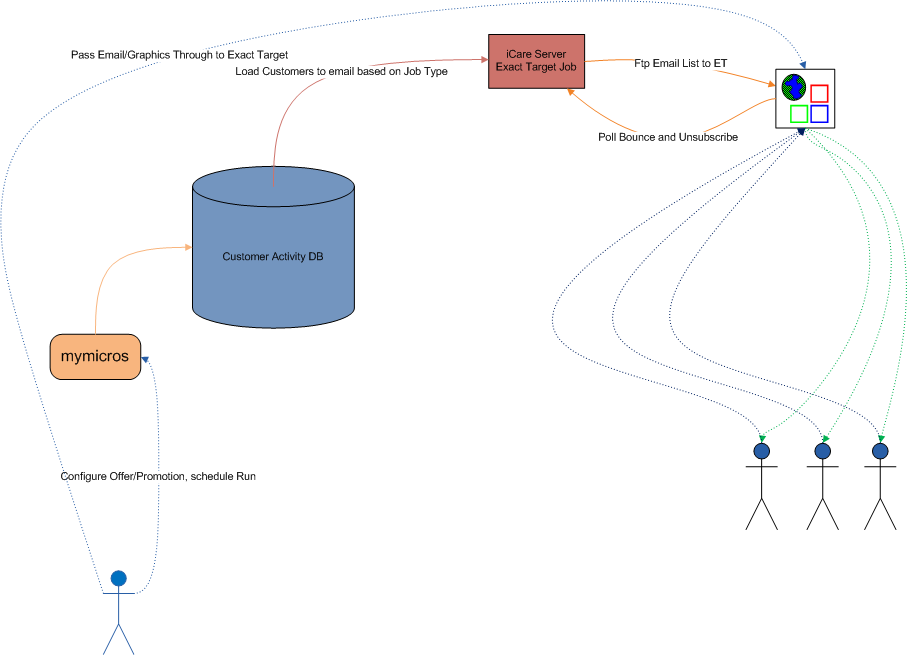 Pass Email/Graphics Through to Exact Target
Load Customers to email based on Job Type
iCare Server
Exact Target Job
Ftp Email List to ET
Poll Bounce and Unsubscribe
Customer Activity DB
mymicros
Configure Offer/Promotion, schedule Run